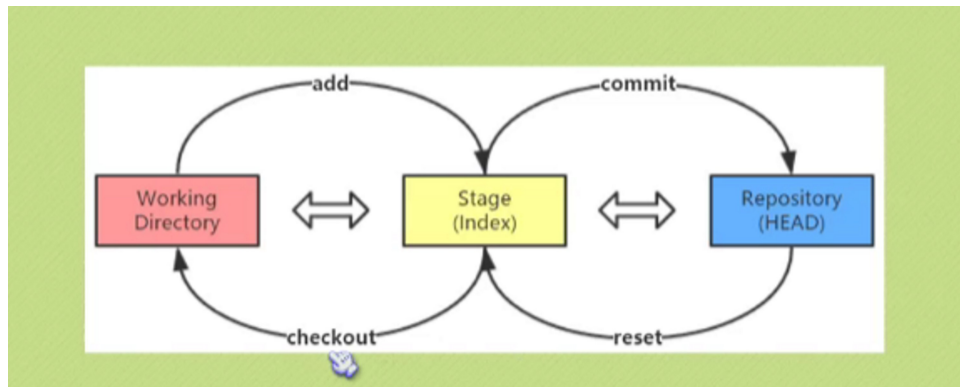 add
commit
Working
Directory
Stage
(Index)
Repository
(HEAD)
checkout
reset